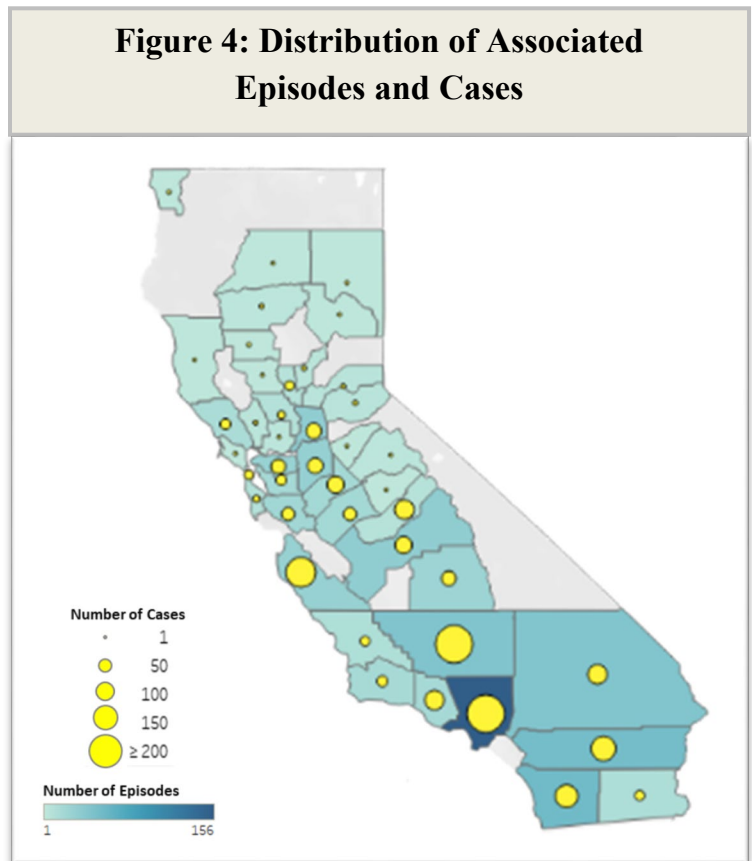 Figure 4: Distribution of Associated
Episodes and Cases
Number of Cases
1
50
100
150
≥ 200
Number of Episodes
1 156